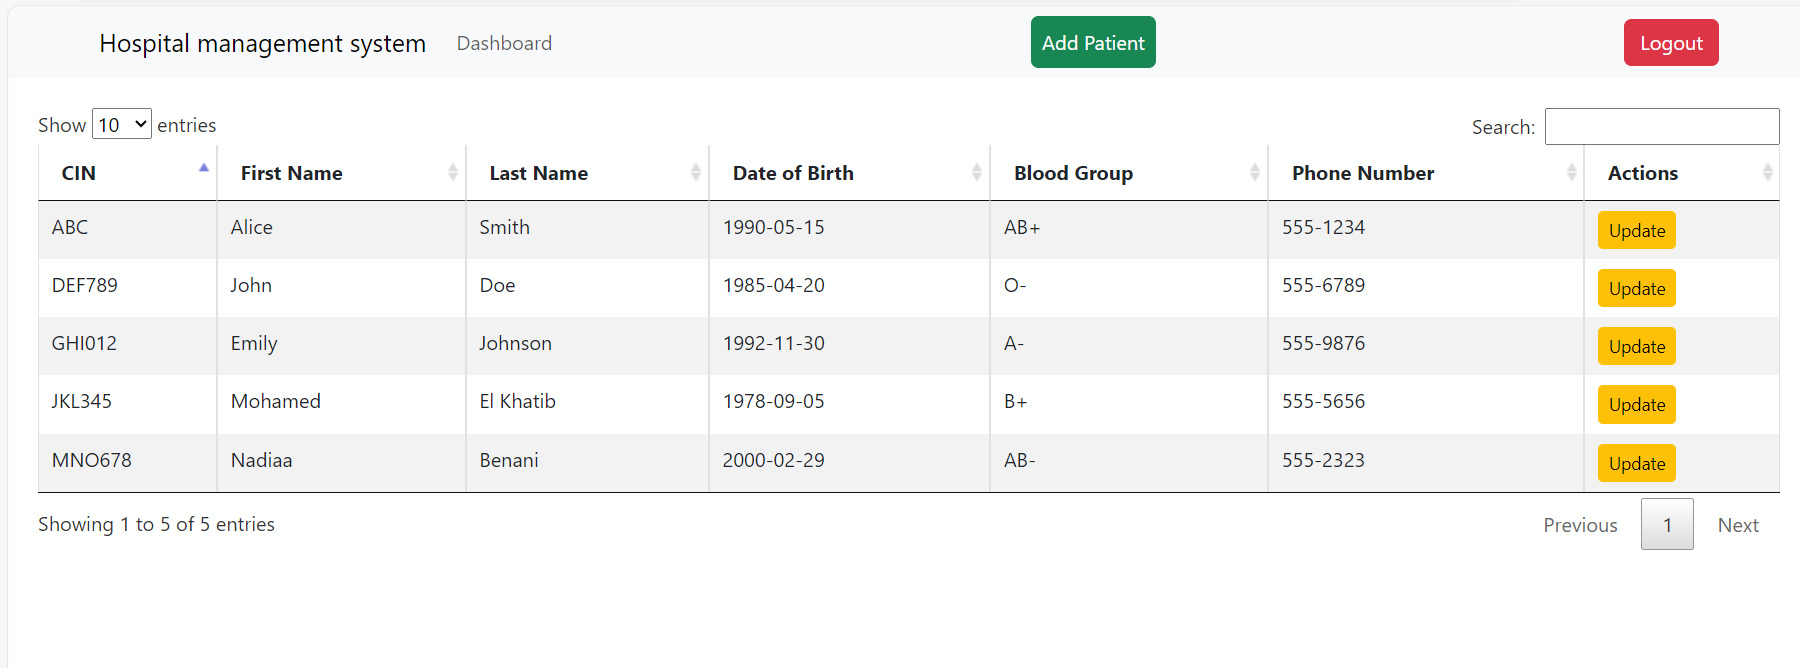 Hospital management system Dashboard Add Patient Logout
Show 10 entries Search:
CIN First Name Last Name Date of Birth Blood Group Phone Number Actions
ABC Alice Smith 1990-05-15 AB+ 555-1234 Update
DEF789 John Doe 1985-04-20 O- 555-6789 Update
GHI012 Emily Johnson 1992-11-30 A- 555-9876 Update
JKL345 Mohamed El Khatib 1978-09-05 B+ 555-5656 Update
MNO678 Nadiaa Benani 2000-02-29 AB- 555-2323 Update
Showing 1 to 5 of 5 entries Previous 1 Next